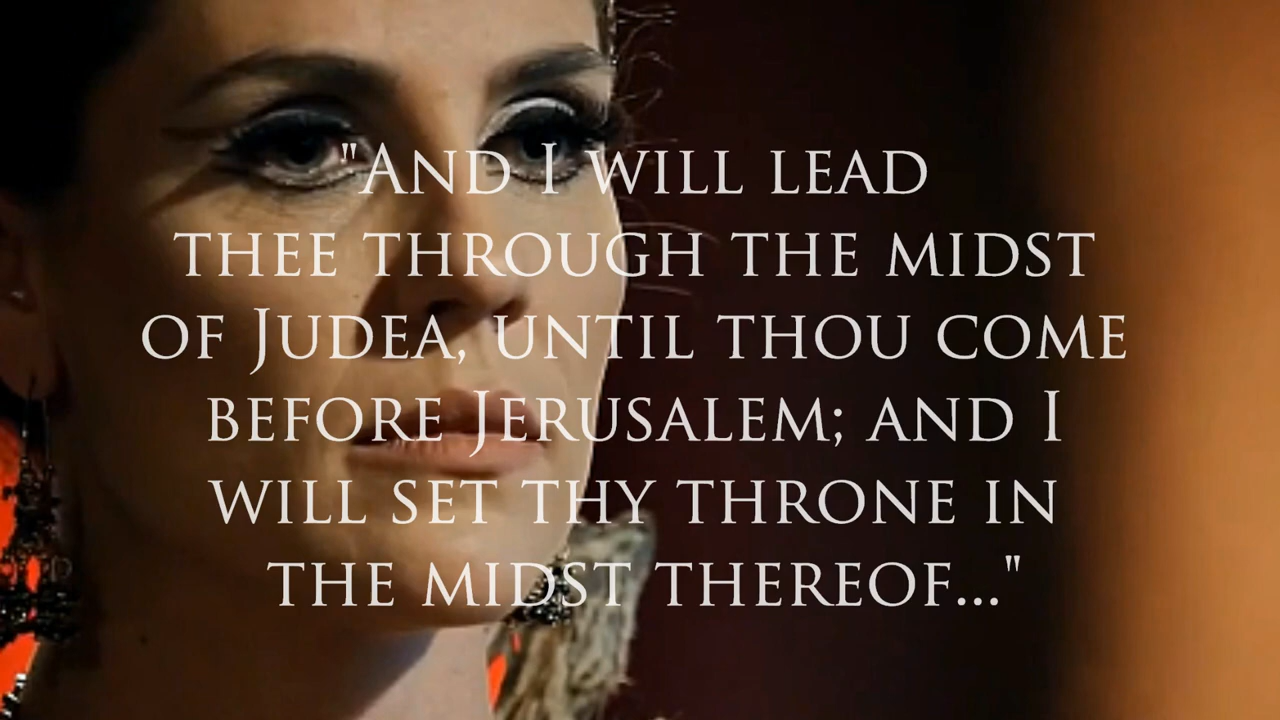 "And I will lead
thee through the midst
of Judea, until thou come
before Jerusalem; and I
will set thy throne in
the midst thereof..."